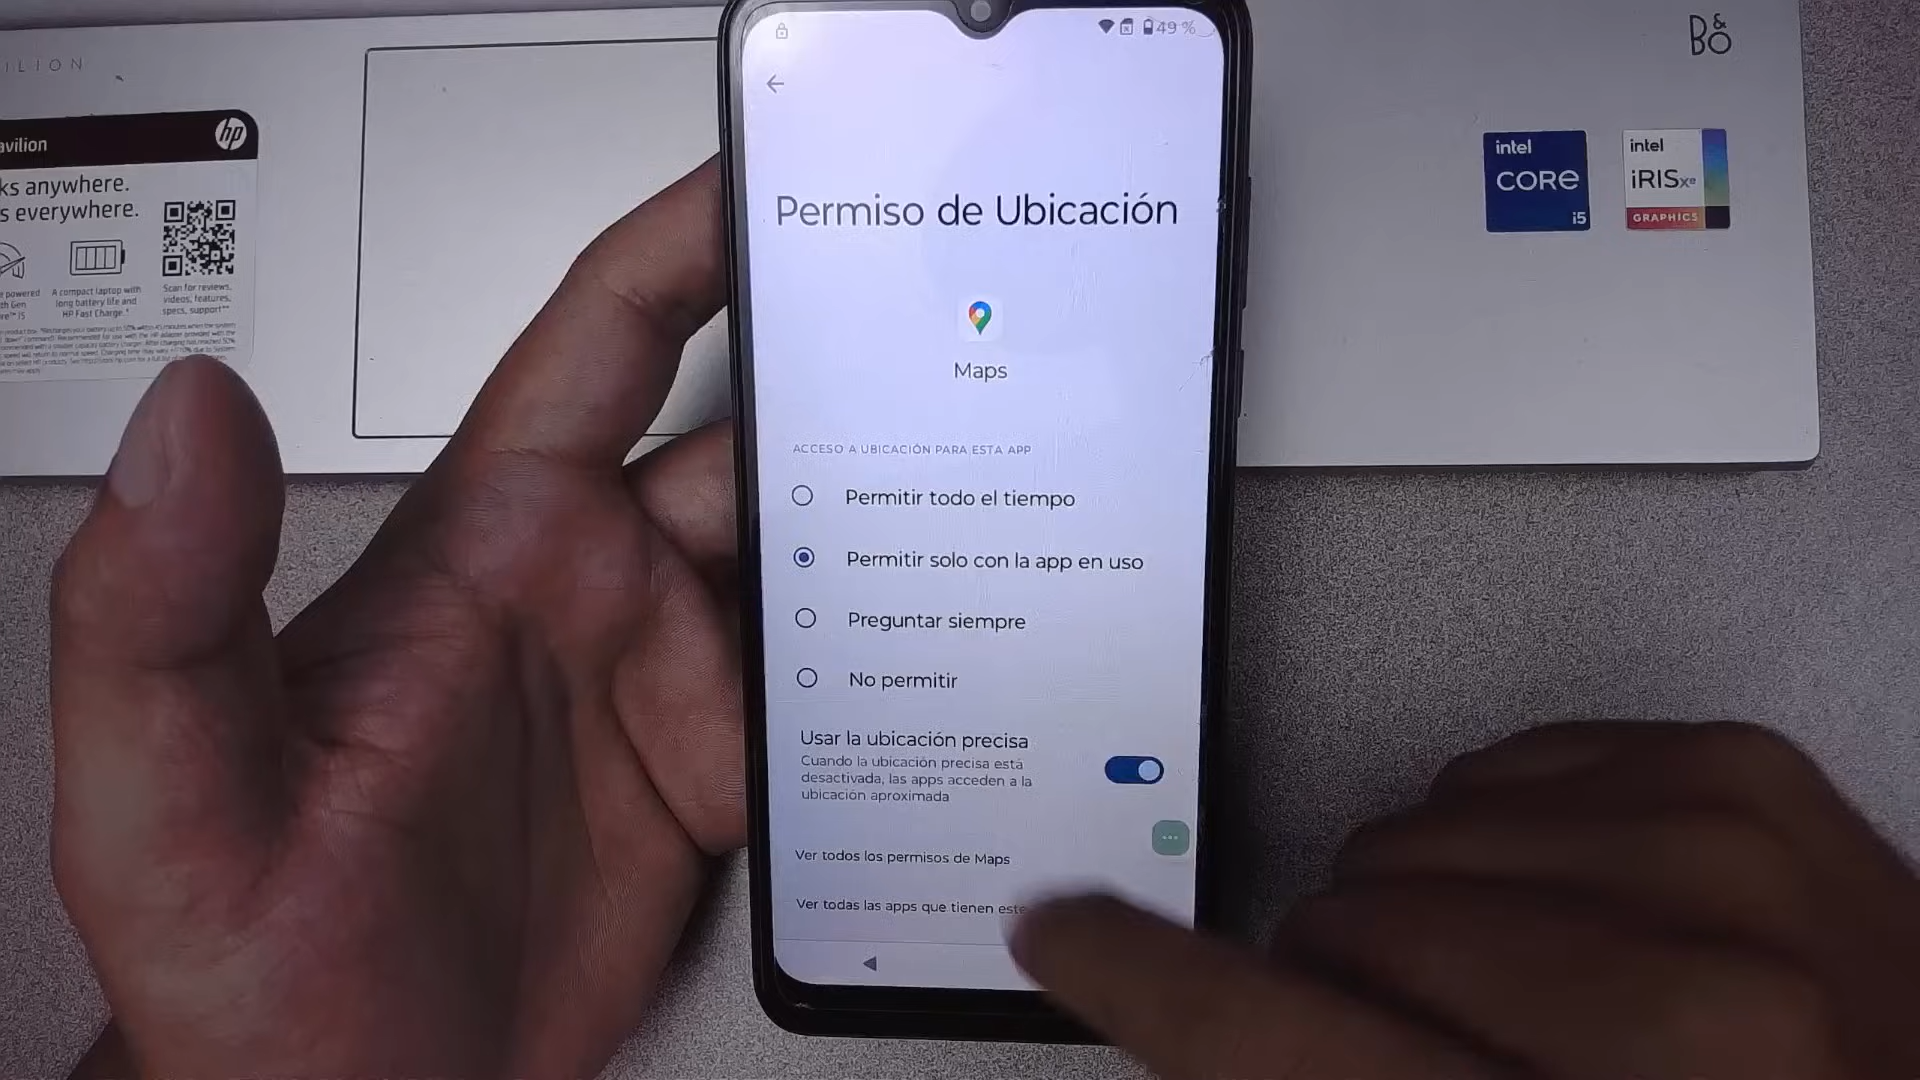 ILION
avilion
hp
ks anywhere.
s everywhere.
powered
A compact laptop with
long battery life and
HP Fast Charge.*
Scan for reviews,
videos, features,
specs, support**
B&O
intel
CORE
i5
intel
iRISxe
GRAPHICS
49 %
Permiso de Ubicación
Maps
ACCESO A UBICACIÓN PARA ESTA APP
Permitir todo el tiempo
Permitir solo con la app en uso
Preguntar siempre
No permitir
Usar la ubicación precisa
Cuando la ubicación precisa está
desactivada, las apps acceden a la
ubicación aproximada
Ver todos los permisos de Maps
Ver todas las apps que tienen este